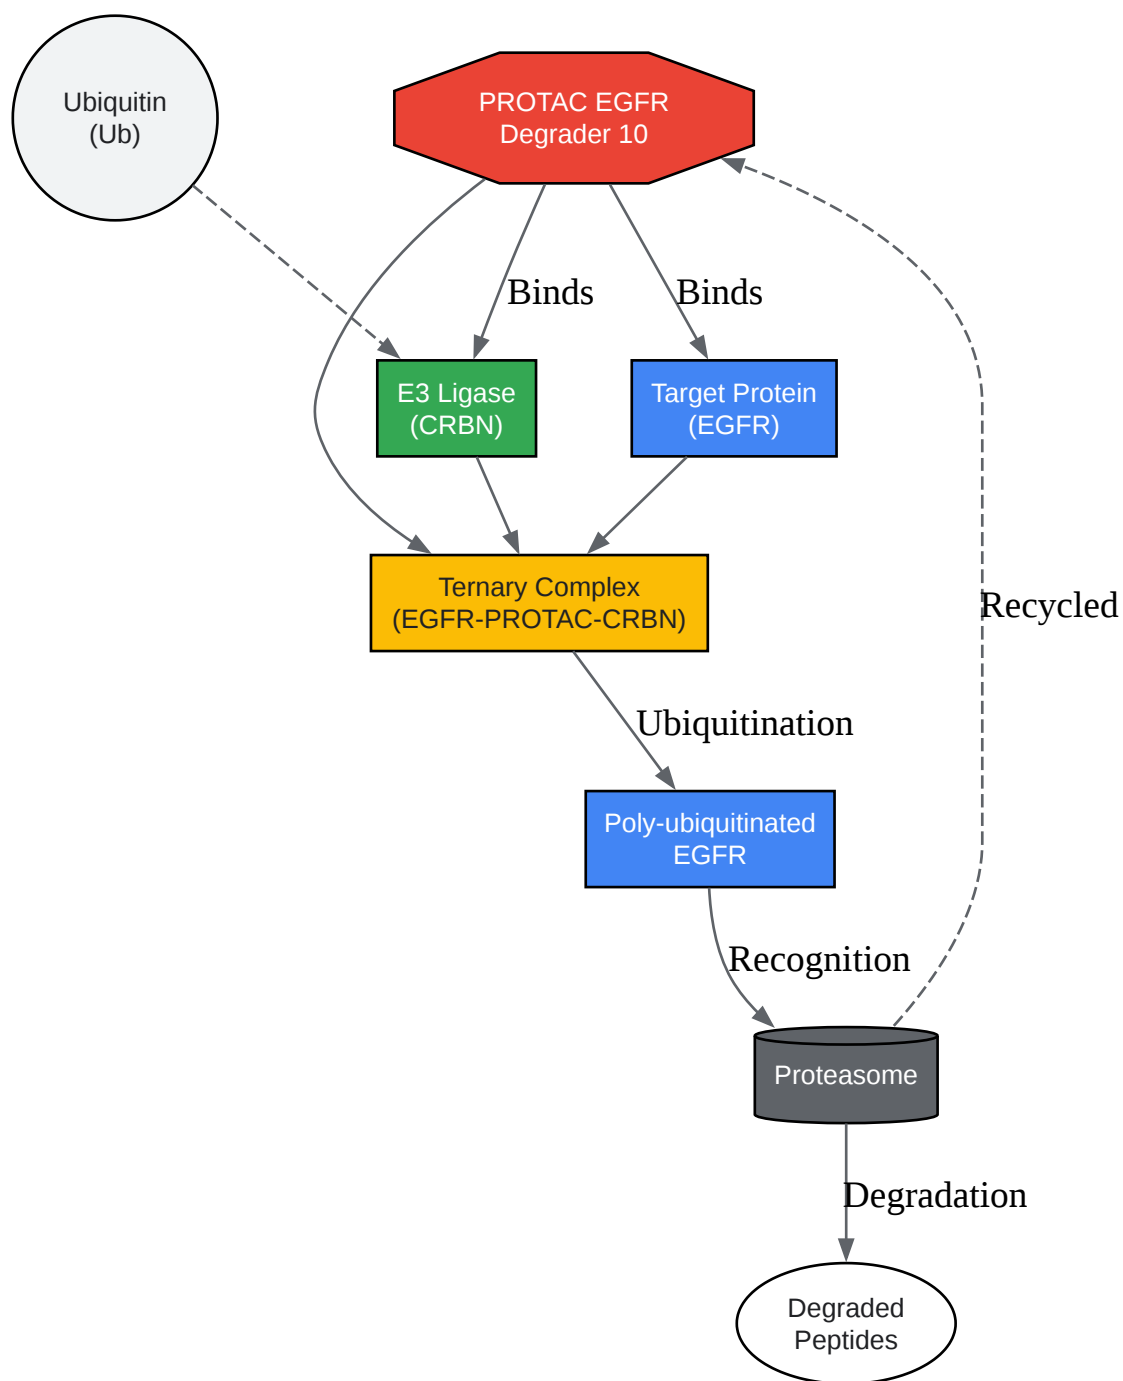 Ubiquitin
(Ub)
PROTAC EGFR
Degrader 10
Binds
Binds
E3 Ligase
(CRBN)
Target Protein
(EGFR)
Ternary Complex
(EGFR-PROTAC-CRBN)
Recycled
Ubiquitination
Poly-ubiquitinated
EGFR
Recognition
Proteasome
Degradation
Degraded
Peptides